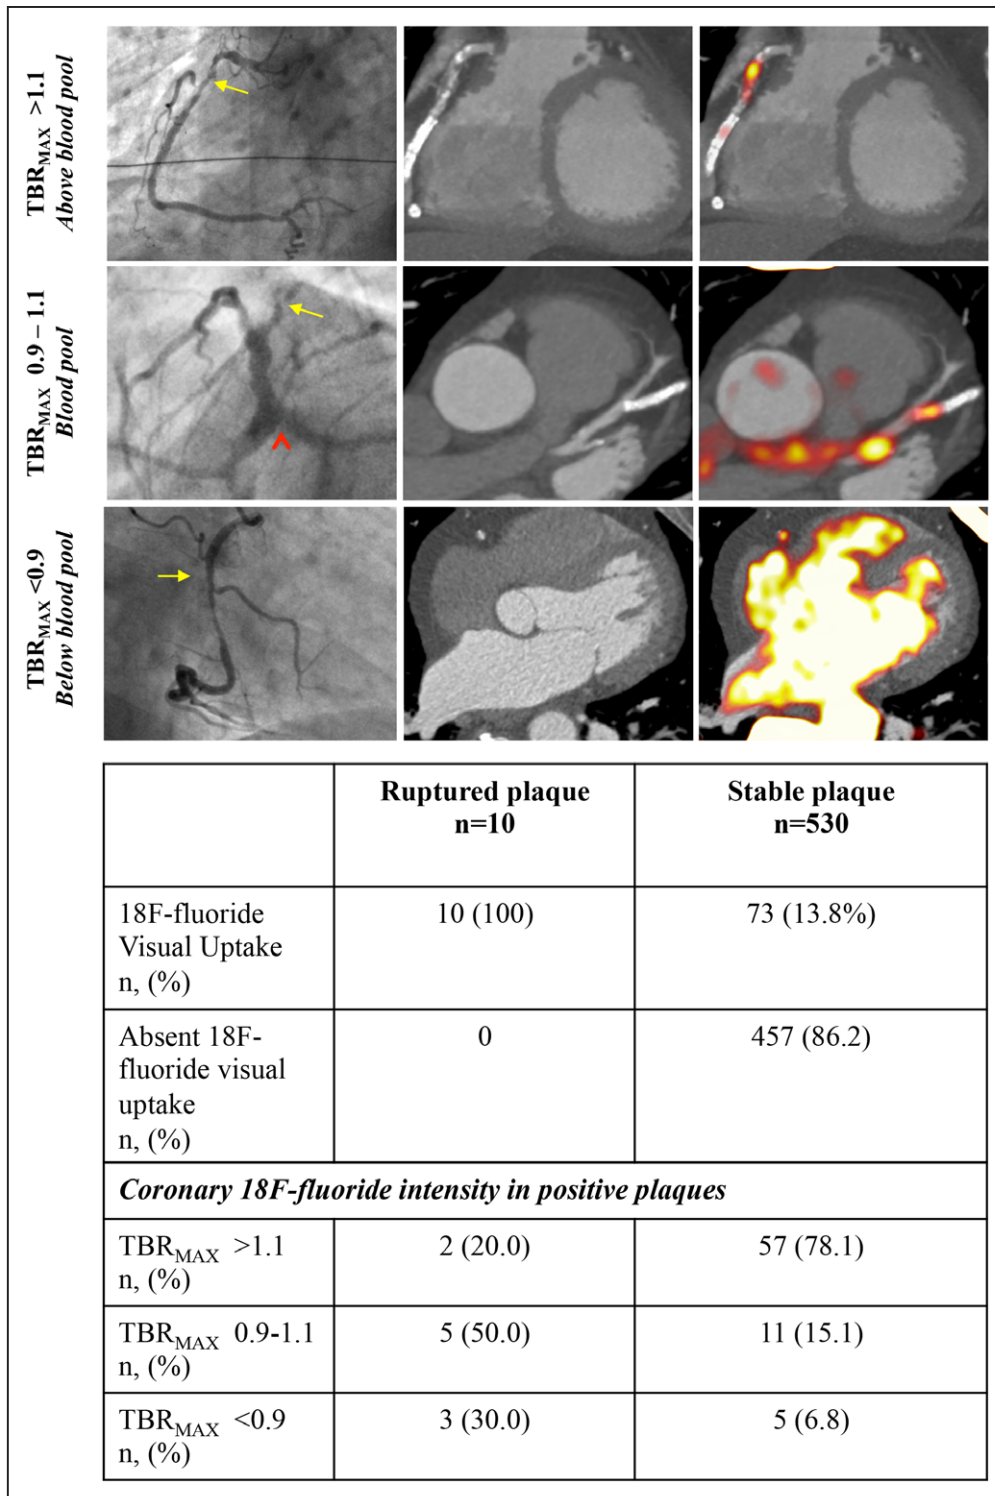 TBRMAX >1.1
Above blood pool
TBRMAX 0.9 – 1.1
Blood pool
TBRMAX <0.9
Below blood pool
Ruptured plaque
n=10
Stable plaque
n=530
18F-fluoride
Visual Uptake
n, (%)
10 (100)
73 (13.8%)
Absent 18F-
fluoride visual
uptake
n, (%)
0
457 (86.2)
Coronary 18F-fluoride intensity in positive plaques
TBRMAX >1.1
n, (%)
2 (20.0)
57 (78.1)
TBRMAX 0.9-1.1
n, (%)
5 (50.0)
11 (15.1)
TBRMAX <0.9
n, (%)
3 (30.0)
5 (6.8)